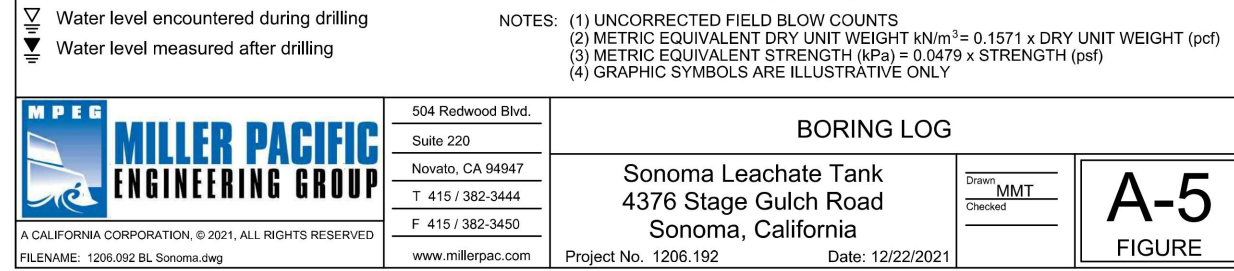 Water level encountered during drilling
Water level measured after drilling
NOTES: (1) UNCORRECTED FIELD BLOW COUNTS
(2) METRIC EQUIVALENT DRY UNIT WEIGHT kN/m³= 0.1571 x DRY UNIT WEIGHT (pcf)
(3) METRIC EQUIVALENT STRENGTH (kPa) = 0.0479 x STRENGTH (psf)
(4) GRAPHIC SYMBOLS ARE ILLUSTRATIVE ONLY
MPEG
MILLER PACIFIC
ENGINEERING GROUP
A CALIFORNIA CORPORATION, © 2021, ALL RIGHTS RESERVED
FILENAME: 1206.092 BL Sonoma.dwg
504 Redwood Blvd.
Suite 220
Novato, CA 94947
T 415 / 382-3444
F 415 / 382-3450
www.millerpac.com
BORING LOG
Sonoma Leachate Tank
4376 Stage Gulch Road
Sonoma, California
Project No. 1206.192 Date: 12/22/2021
Drawn MMT
Checked
A-5
FIGURE